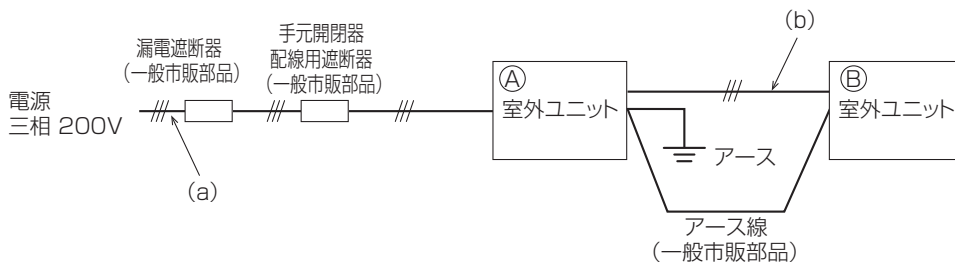 漏電遮断器
(一般市販部品)
手元開閉器
配線用遮断器
(一般市販部品)
電源
三相 200V
(a)
Ⓐ
室外ユニット
(b)
Ⓑ
室外ユニット
アース
アース線
(一般市販部品)